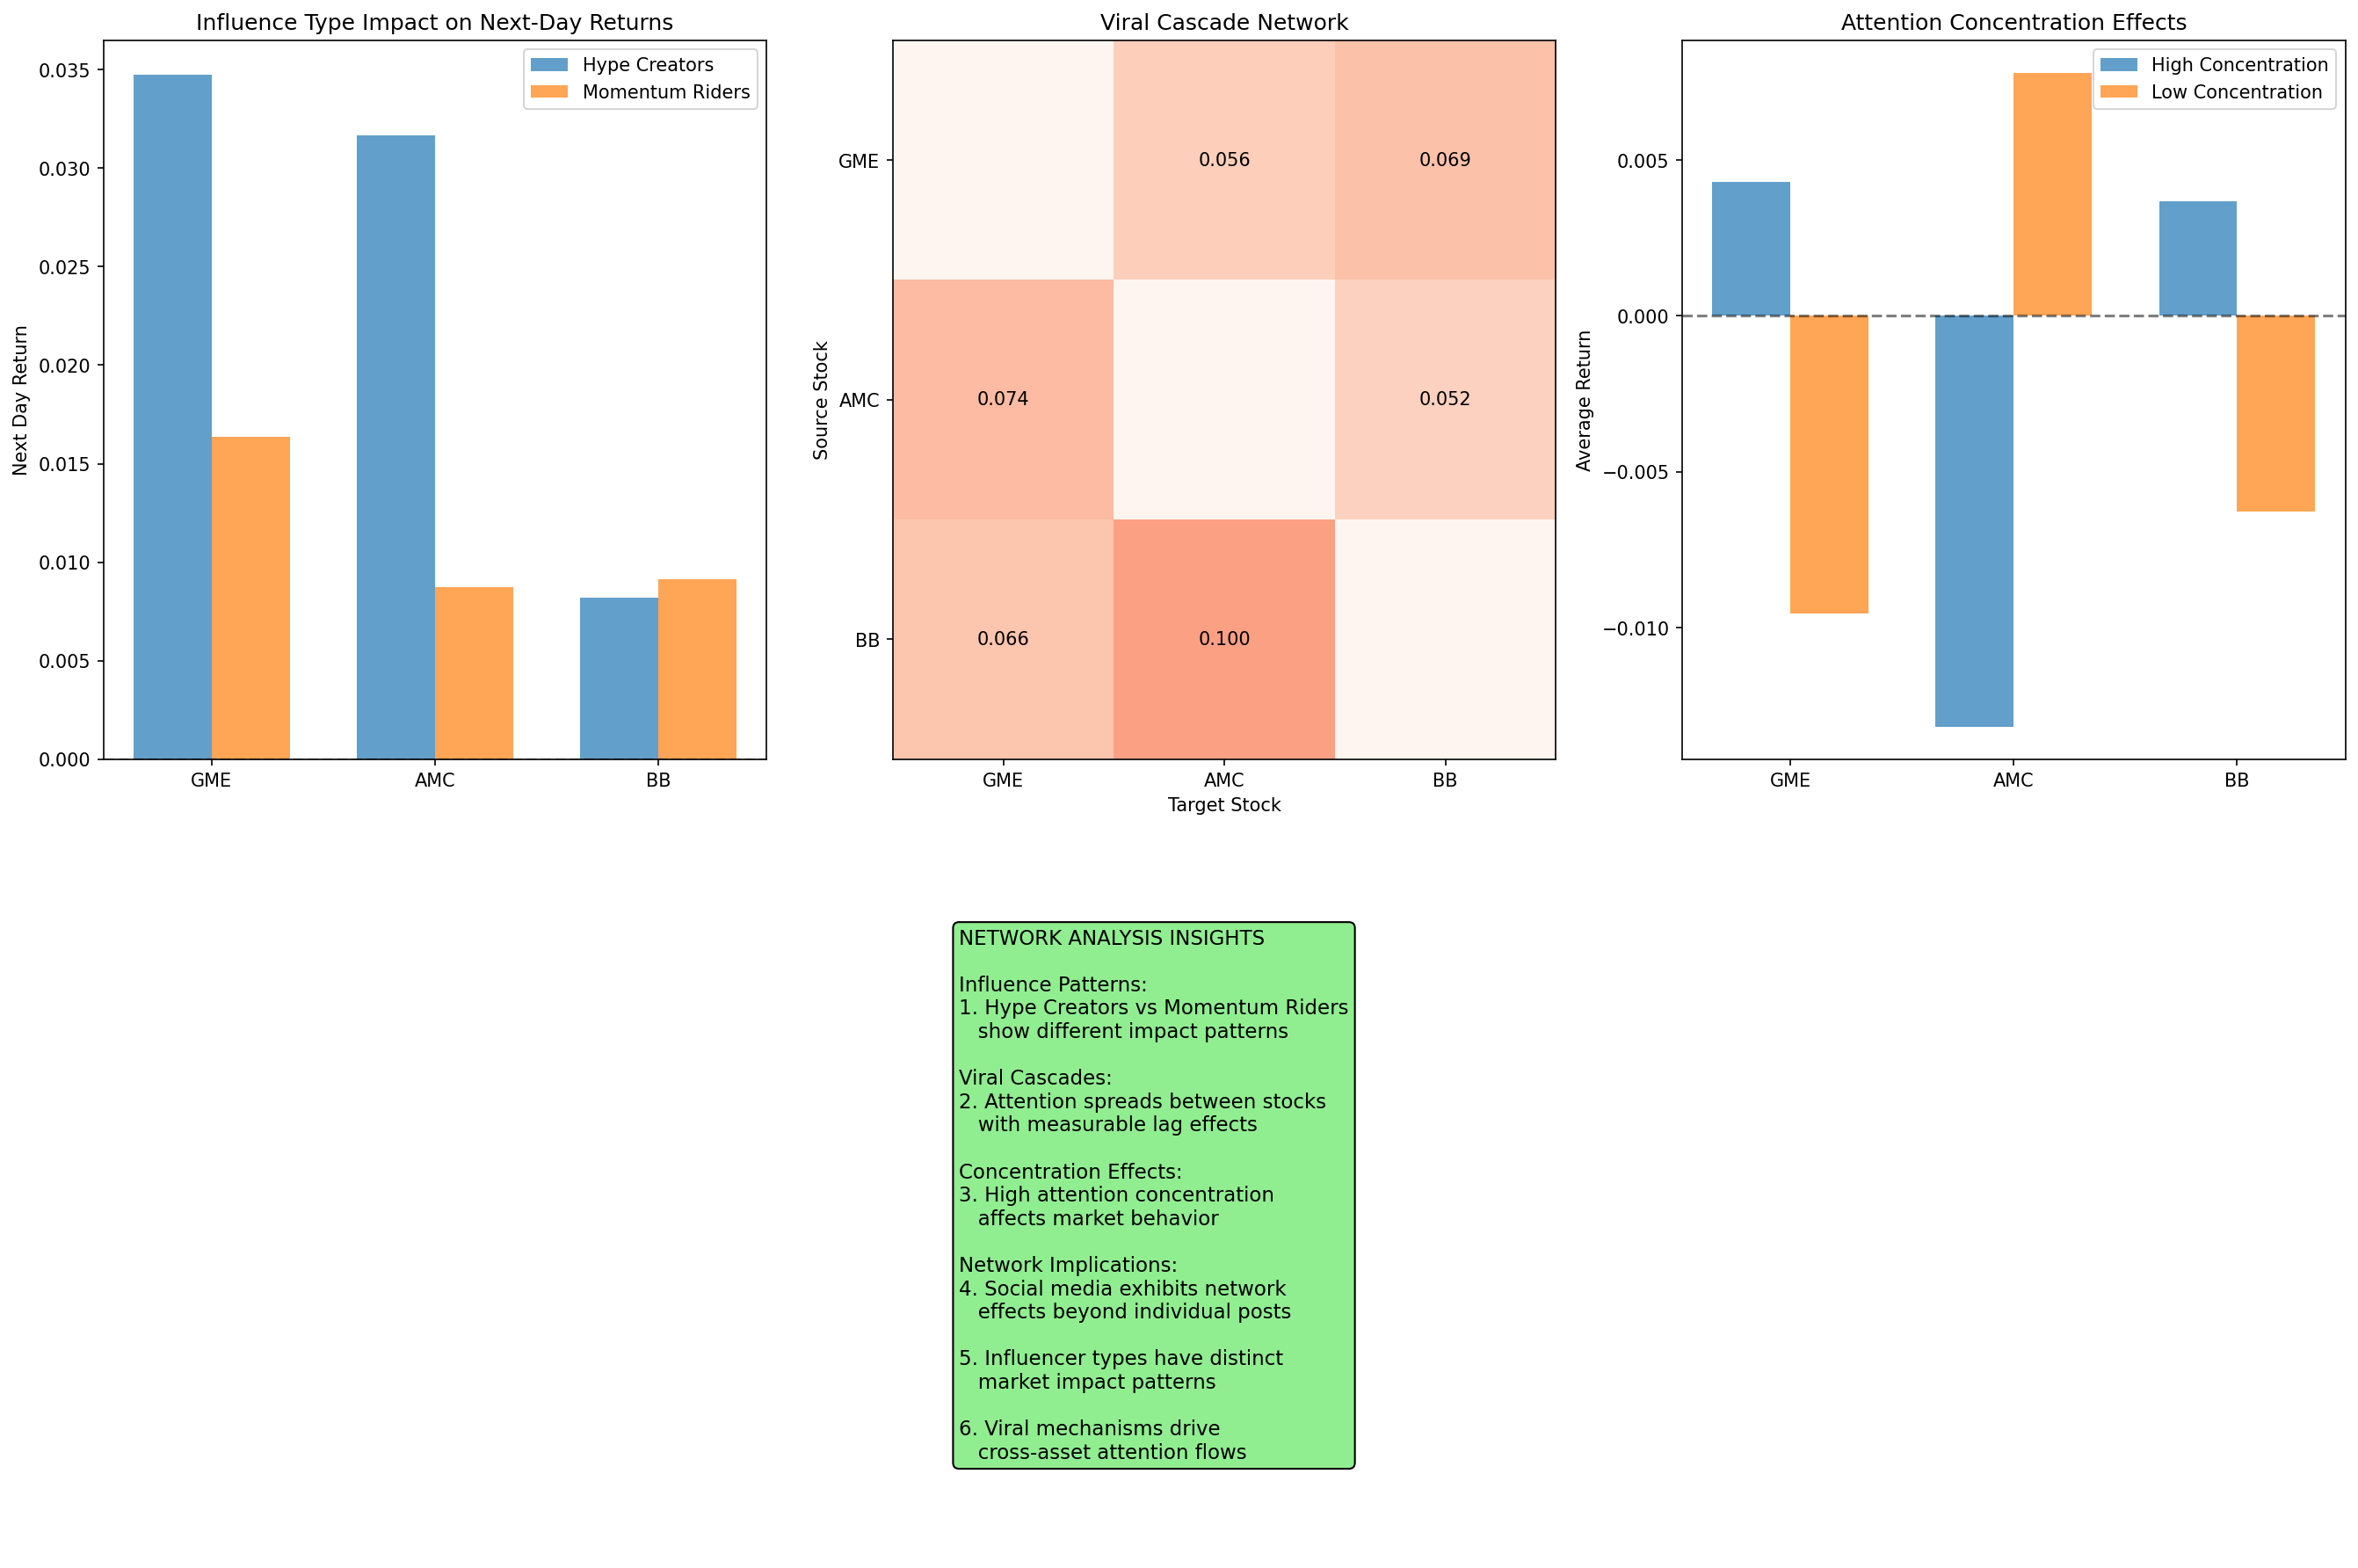 Influence Type Impact on Next-Day Returns
Hype Creators
Momentum Riders
Next Day Return
0.035
0.030
0.025
0.020
0.015
0.010
0.005
0.000
GME
AMC
BB
Viral Cascade Network
Source Stock
GME
AMC
BB
0.056
0.069
0.074
0.052
0.066
0.100
GME
AMC
BB
Target Stock
Attention Concentration Effects
High Concentration
Low Concentration
Average Return
0.005
0.000
−0.005
−0.010
GME
AMC
BB
NETWORK ANALYSIS INSIGHTS
Influence Patterns:
1. Hype Creators vs Momentum Riders
show different impact patterns
Viral Cascades:
2. Attention spreads between stocks
with measurable lag effects
Concentration Effects:
3. High attention concentration
affects market behavior
Network Implications:
4. Social media exhibits network
effects beyond individual posts
5. Influencer types have distinct
market impact patterns
6. Viral mechanisms drive
cross-asset attention flows